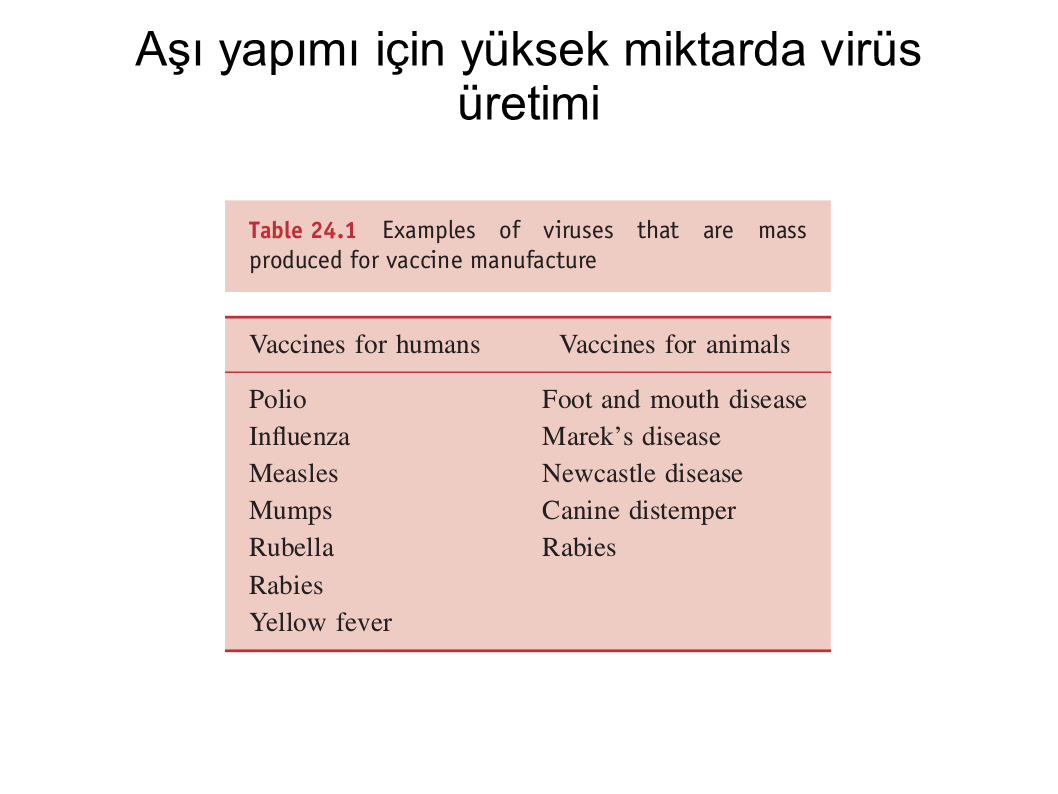 Aşı yapımı için yüksek miktarda virüs
üretimi
Table 24.1 Examples of viruses that are mass
produced for vaccine manufacture
Vaccines for humans Vaccines for animals
Polio Foot and mouth disease
Influenza Marek's disease
Measles Newcastle disease
Mumps Canine distemper
Rubella Rabies
Rabies
Yellow fever